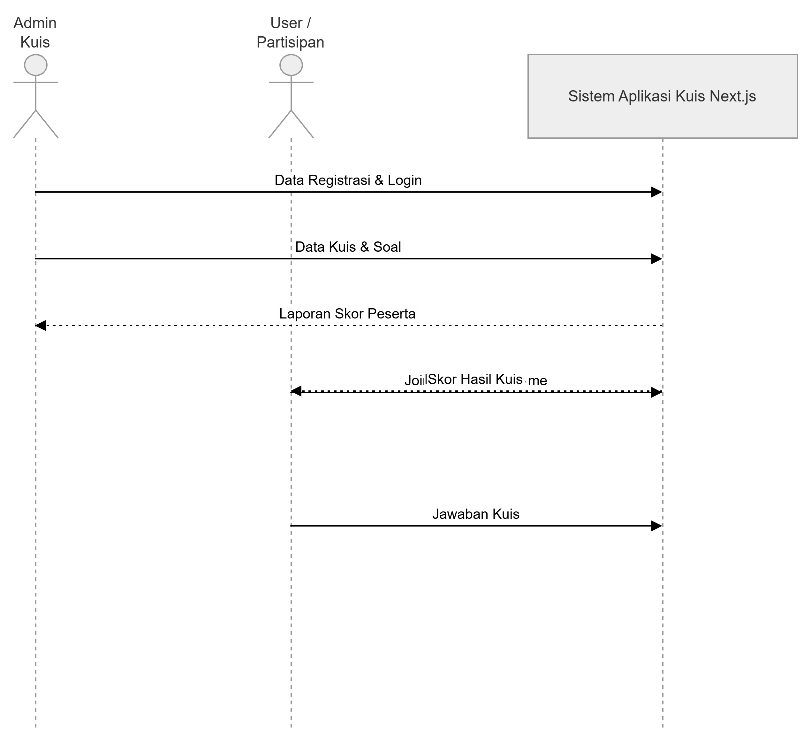 Admin
Kuis
User /
Partisipan
Sistem Aplikasi Kuis Next.js
Data Registrasi & Login
Data Kuis & Soal
Laporan Skor Peserta
Skor Hasil Kuis
Jawaban Kuis